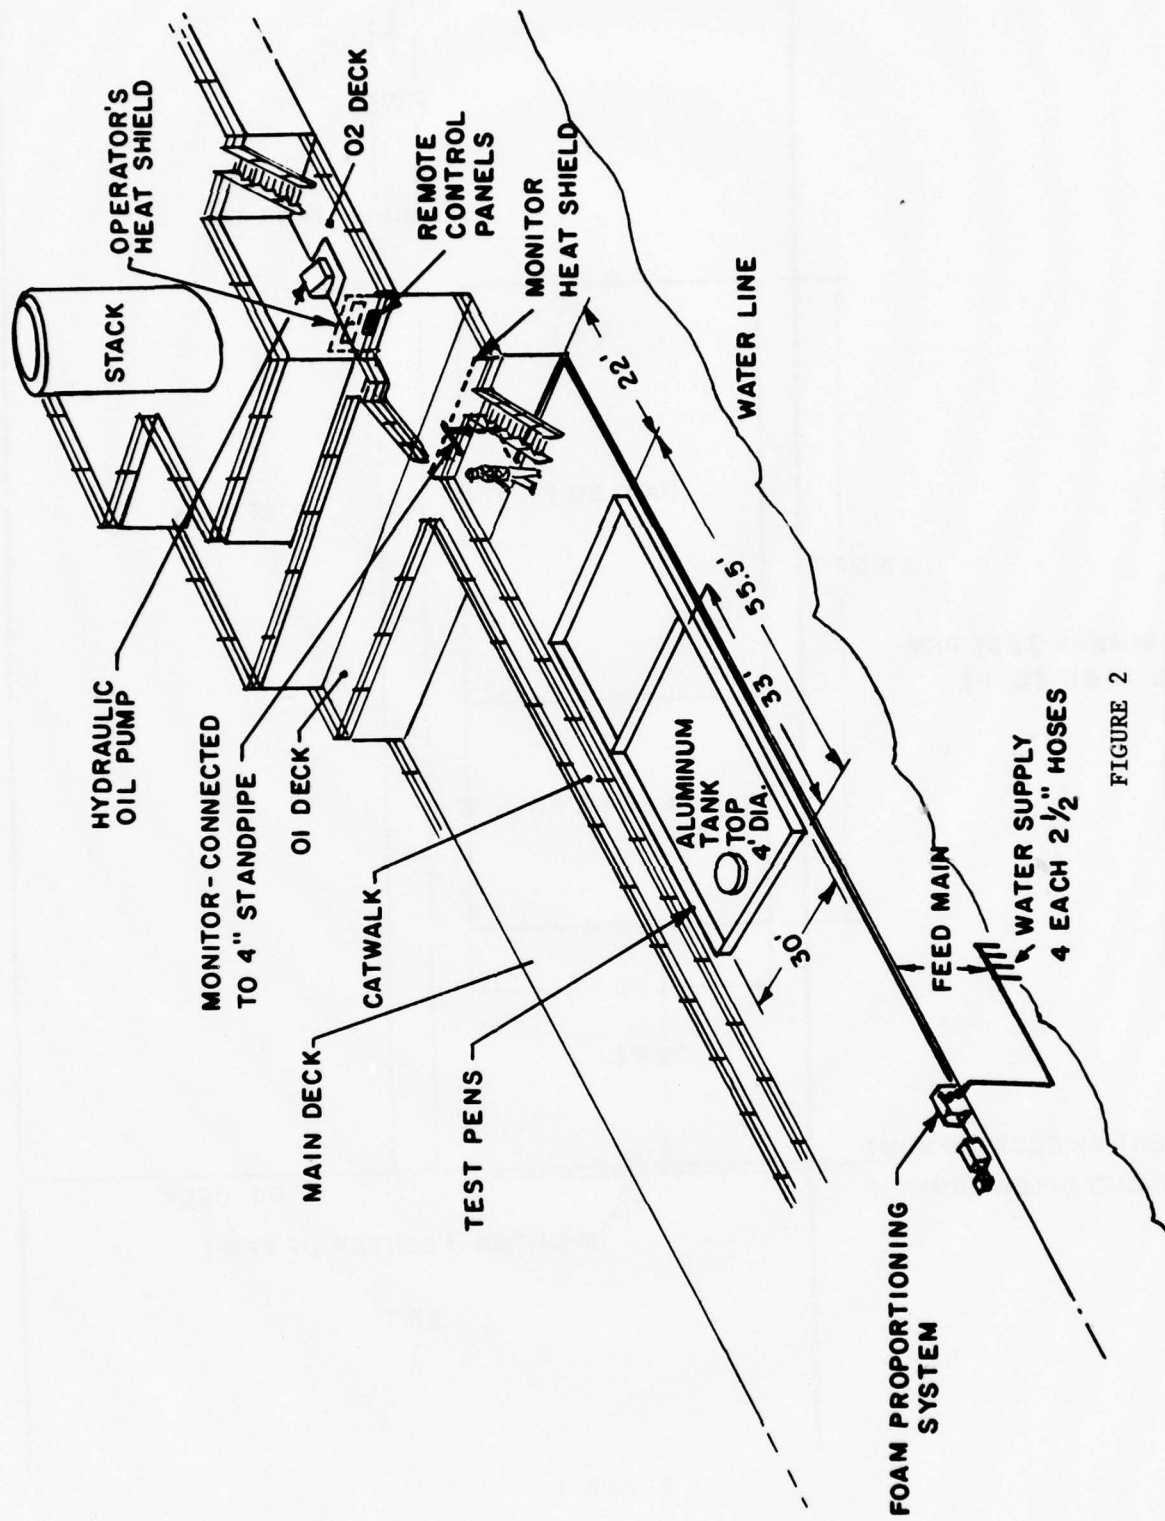 STACK
OPERATOR'S
HEAT SHIELD
O2 DECK
REMOTE
CONTROL
PANELS
MONITOR
HEAT SHIELD
HYDRAULIC
OIL PUMP
MONITOR-CONNECTED
TO 4" STANDPIPE
OI DECK
CATWALK
MAIN DECK
TEST PENS
ALUMINUM
TANK
TOP
4' DIA.
22'
55.5'
33'
30'
WATER LINE
FEED MAIN
WATER SUPPLY
4 EACH 2 ½" HOSES
FOAM PROPORTIONING
SYSTEM
FIGURE 2